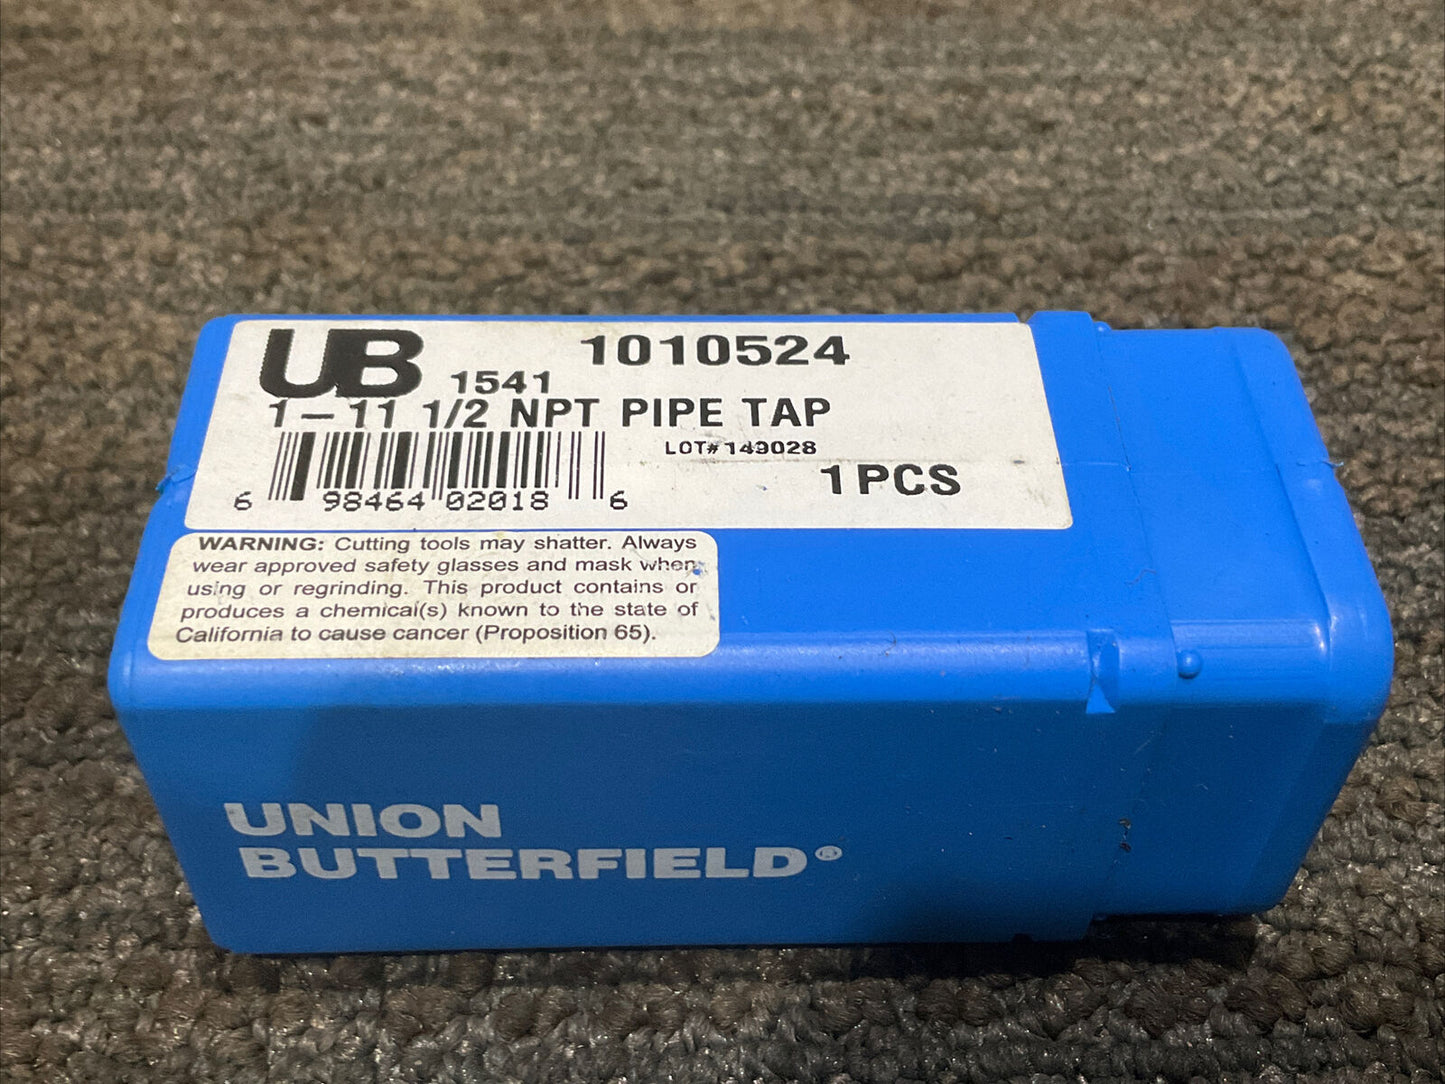 UB 1541 1010524
1-11 1/2 NPT PIPE TAP
LOT# 149028
1PCS
6 98464 02018 6
WARNING: Cutting tools may shatter. Always
wear approved safety glasses and mask when
using or regrinding. This product contains or
produces a chemical(s) known to the state of
California to cause cancer (Proposition 65).
UNION
BUTTERFIELD®